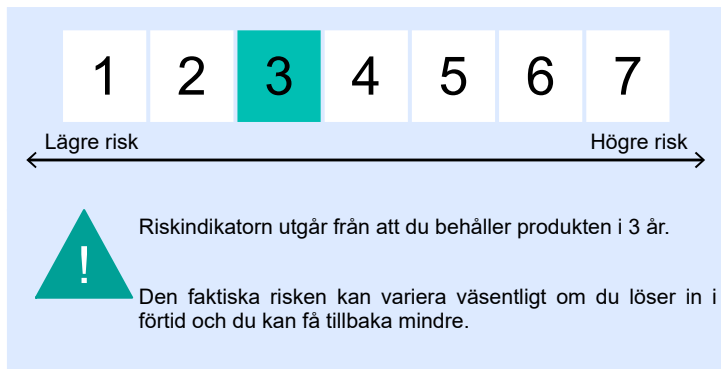 1 2 3 4 5 6 7
Lägre risk Högre risk
!
Riskindikatorn utgår från att du behåller produkten i 3 år.
Den faktiska risken kan variera väsentligt om du löser in i
förtid och du kan få tillbaka mindre.